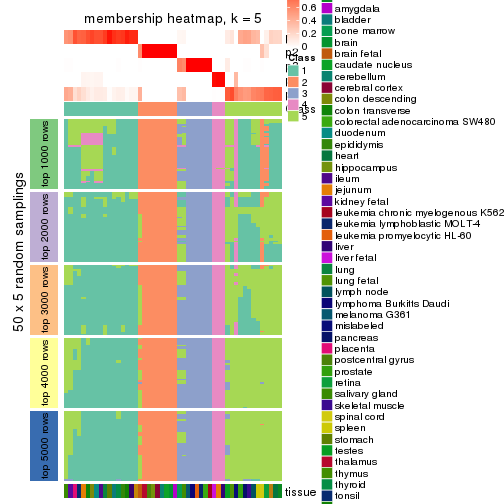 membership heatmap, k = 5
50 x 5 random samplings
top 1000 rows
top 2000 rows
top 3000 rows
top 4000 rows
top 5000 rows
0.6
0.4
0.2
0
Class
1
2
3
4
5
tissue
amygdala
bladder
bone marrow
brain
brain fetal
caudate nucleus
cerebellum
cerebral cortex
colon descending
colon transverse
colorectal adenocarcinoma SW480
duodenum
epididymis
heart
hippocampus
ileum
jejunum
kidney fetal
leukemia chronic myelogenous K562
leukemia lymphoblastic MOLT-4
leukemia promyelocytic HL-60
liver
liver fetal
lung
lung fetal
lymph node
lymphoma Burkitts Daudi
melanoma G361
mislabeled
pancreas
placenta
postcentral gyrus
prostate
retina
salivary gland
skeletal muscle
spinal cord
spleen
stomach
testes
thalamus
thymus
thyroid
tonsil